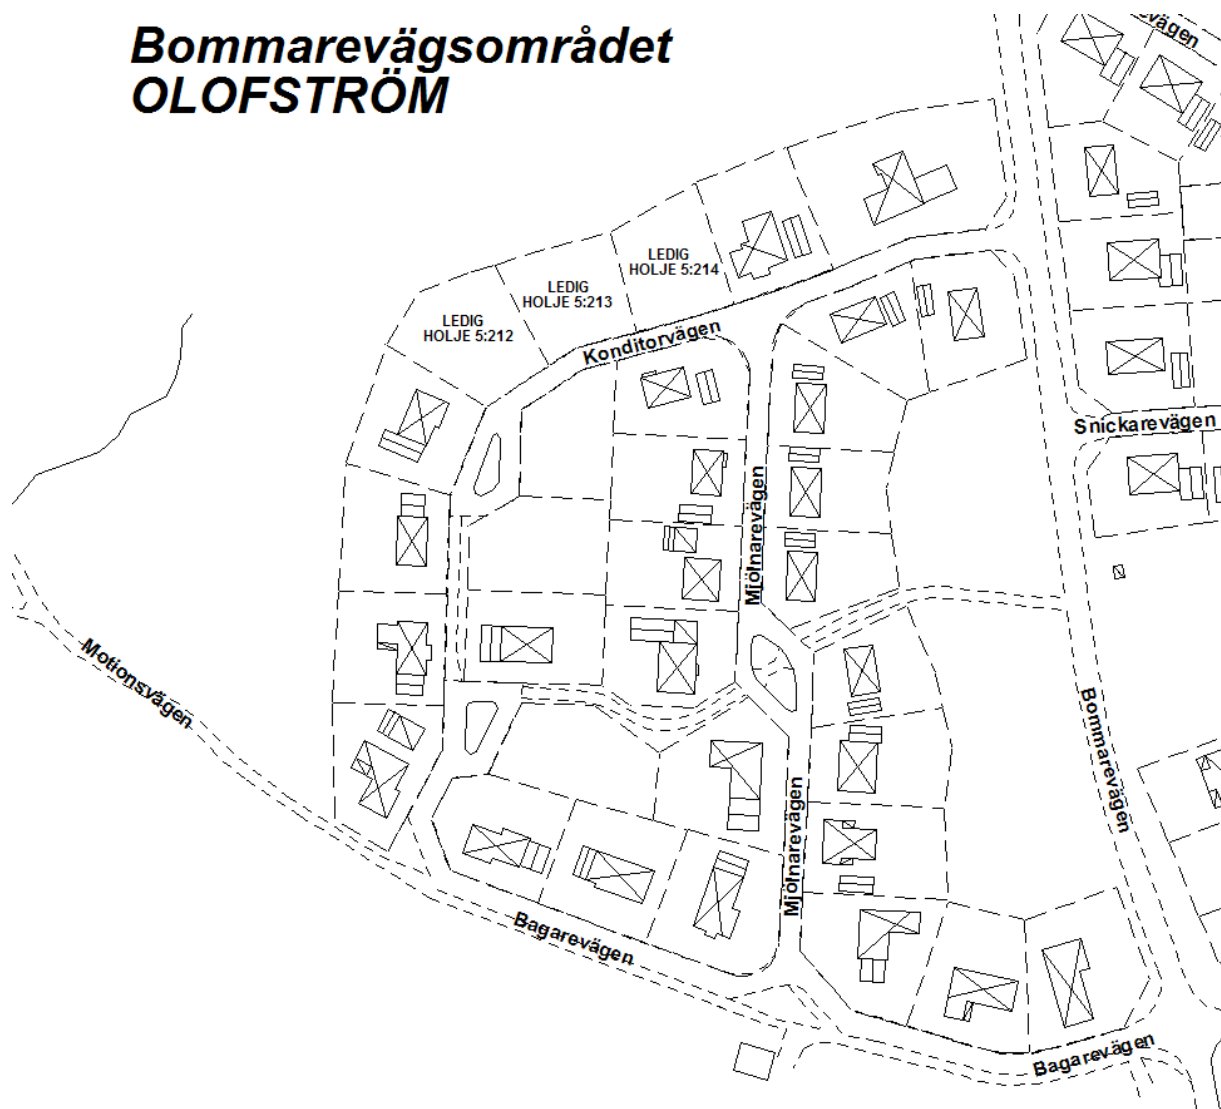 Bommarevägsområdet
OLOFSTRÖM
LEDIG
HOLJE 5:214
LEDIG
HOLJE 5:213
LEDIG
HOLJE 5:212
Konditorvägen
Snickarevägen
Mjölnarevägen
Motionsvägen
Bommarevägen
Mjölnarevägen
Bagarevägen
Bagarevägen